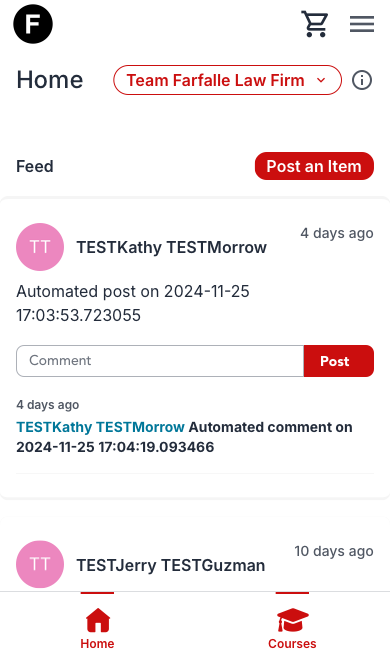 F
Home
Team Farfalle Law Firm
Feed
Post an Item
TT
TESTKathy TESTMorrow
4 days ago
Automated post on 2024-11-25
17:03:53.723055
Comment
Post
4 days ago
TESTKathy TESTMorrow Automated comment on
2024-11-25 17:04:19.093466
TT
TESTJerry TESTGuzman
10 days ago
Home
Courses